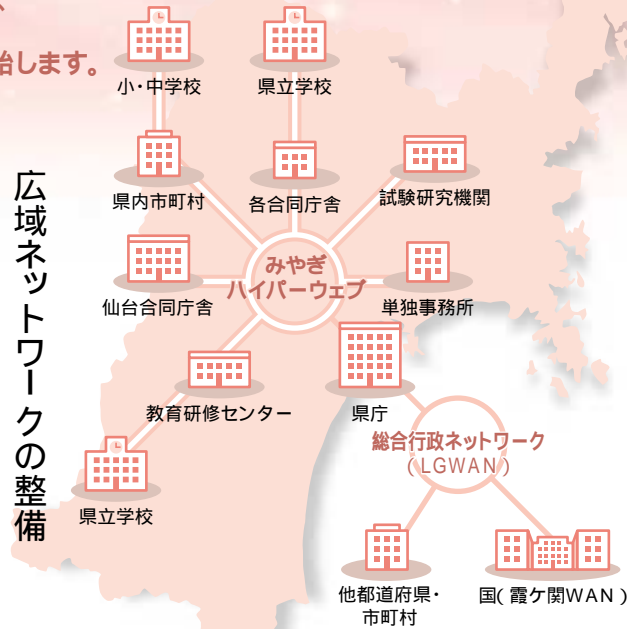 、
始します。
広域ネットワークの整備
小・中学校
県立学校
県内市町村
各合同庁舎
試験研究機関
みやぎ
ハイパーウェブ
仙台合同庁舎
単独事務所
教育研修センター
県庁
総合行政ネットワーク
(LGWAN)
県立学校
他都道府県・
市町村
国(霞ケ関WAN)